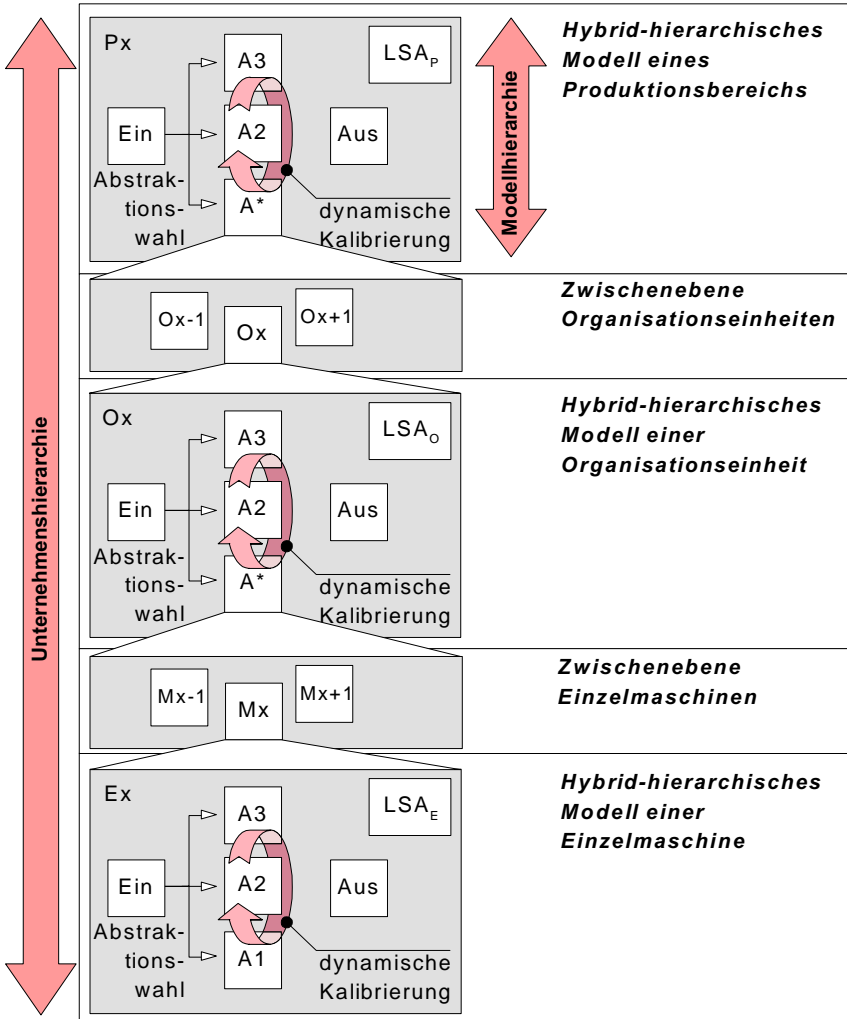 Unternehmenshierarchie
Px
A3
LSA_P
Ein
A2
Aus
Abstrak-
tions-
wahl
A*
dynamische
Kalibrierung
Modellhierarchie
Hybrid-hierarchisches
Modell eines
Produktionsbereichs
Ox-1
Ox
Ox+1
Zwischenebene
Organisationseinheiten
Ox
A3
LSA_O
Ein
A2
Aus
Abstrak-
tions-
wahl
A*
dynamische
Kalibrierung
Hybrid-hierarchisches
Modell einer
Organisationseinheit
Mx-1
Mx
Mx+1
Zwischenebene
Einzelmaschinen
Ex
A3
LSA_E
Ein
A2
Aus
Abstrak-
tions-
wahl
A1
dynamische
Kalibrierung
Hybrid-hierarchisches
Modell einer
Einzelmaschine